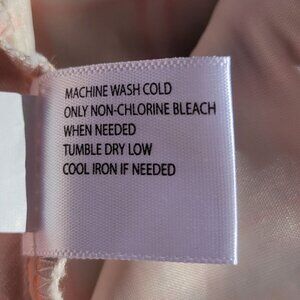 MACHINE WASH COLD
ONLY NON-CHLORINE BLEACH
WHEN NEEDED
TUMBLE DRY LOW
COOL IRON IF NEEDED